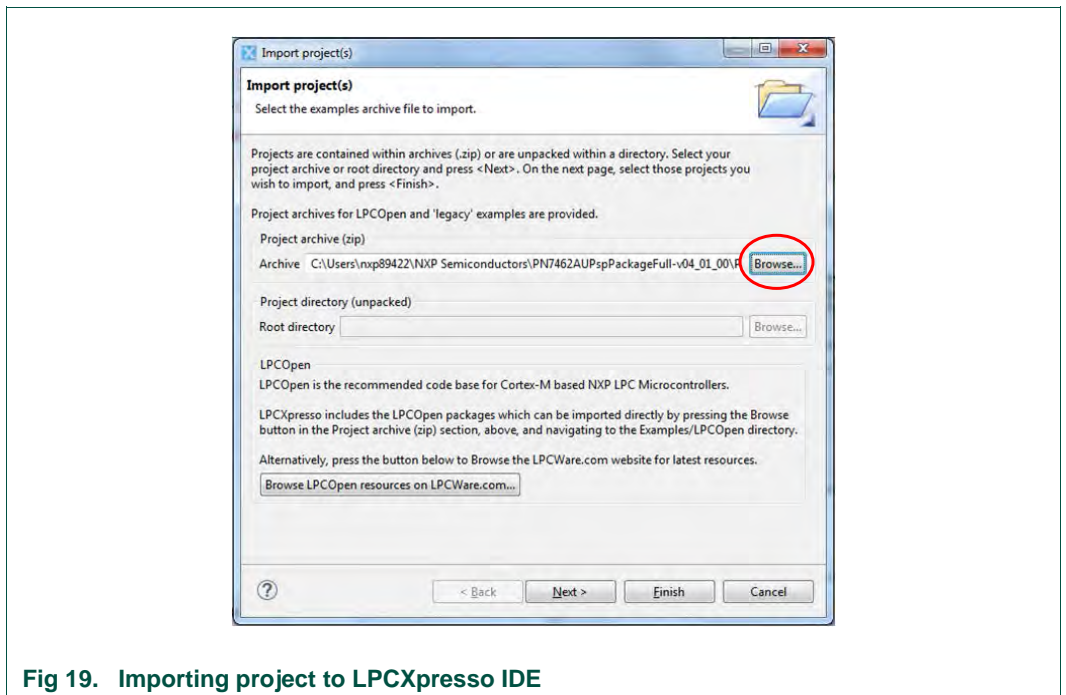 Import project(s)
Import project(s)
Select the examples archive file to import.
Projects are contained within archives (.zip) or are unpacked within a directory. Select your
project archive or root directory and press <Next>. On the next page, select those projects you
wish to import, and press <Finish>.
Project archives for LPCOpen and 'legacy' examples are provided.
Project archive (zip)
Archive C:\Users\nxp89422\NXP Semiconductors\PN7462AUPspPackageFull-v04_01_00\P Browse...
Project directory (unpacked)
Root directory Browse...
LPCOpen
LPCOpen is the recommended code base for Cortex-M based NXP LPC Microcontrollers.
LPCXpresso includes the LPCOpen packages which can be imported directly by pressing the Browse
button in the Project archive (zip) section, above, and navigating to the Examples/LPCOpen directory.
Alternatively, press the button below to Browse the LPCWare.com website for latest resources.
Browse LPCOpen resources on LPCWare.com...
? < Back Next > Finish Cancel
Fig 19. Importing project to LPCXpresso IDE